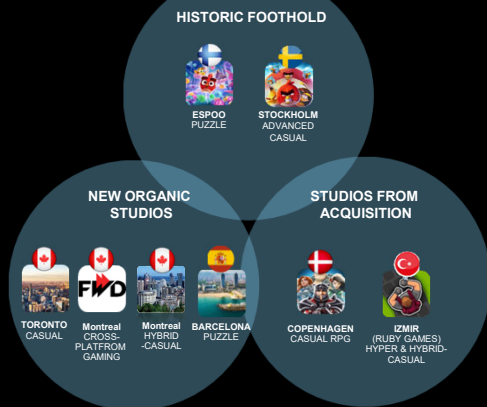 HISTORIC FOOTHOLD
ESPOO
PUZZLE
STOCKHOLM
ADVANCED
CASUAL
NEW ORGANIC
STUDIOS
TORONTO
CASUAL
FWD
Montreal
CROSS-
PLATFROM
GAMING
Montreal
HYBRID
-CASUAL
BARCELONA
PUZZLE
STUDIOS FROM
ACQUISITION
COPENHAGEN
CASUAL RPG
IZMIR
(RUBY GAMES)
HYPER & HYBRID-
CASUAL